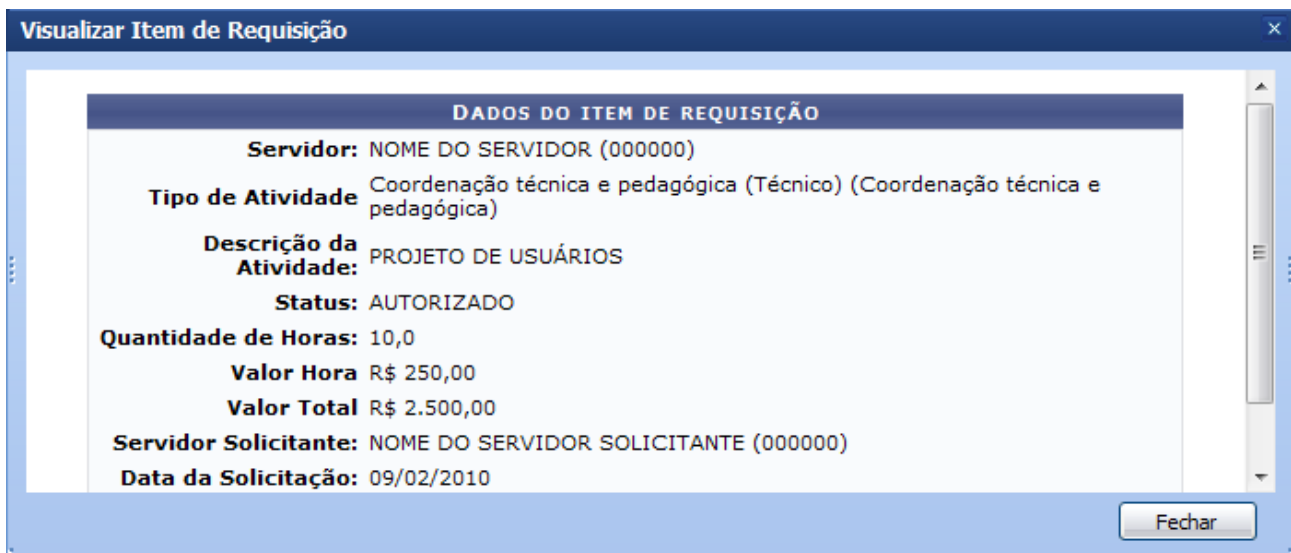 Visualizar Item de Requisição
DADOS DO ITEM DE REQUISIÇÃO
Servidor: NOME DO SERVIDOR (000000)
Tipo de Atividade Coordenação técnica e pedagógica (Técnico) (Coordenação técnica e
pedagógica)
Descrição da
Atividade: PROJETO DE USUÁRIOS
Status: AUTORIZADO
Quantidade de Horas: 10,0
Valor Hora R$ 250,00
Valor Total R$ 2.500,00
Servidor Solicitante: NOME DO SERVIDOR SOLICITANTE (000000)
Data da Solicitação: 09/02/2010
Fechar